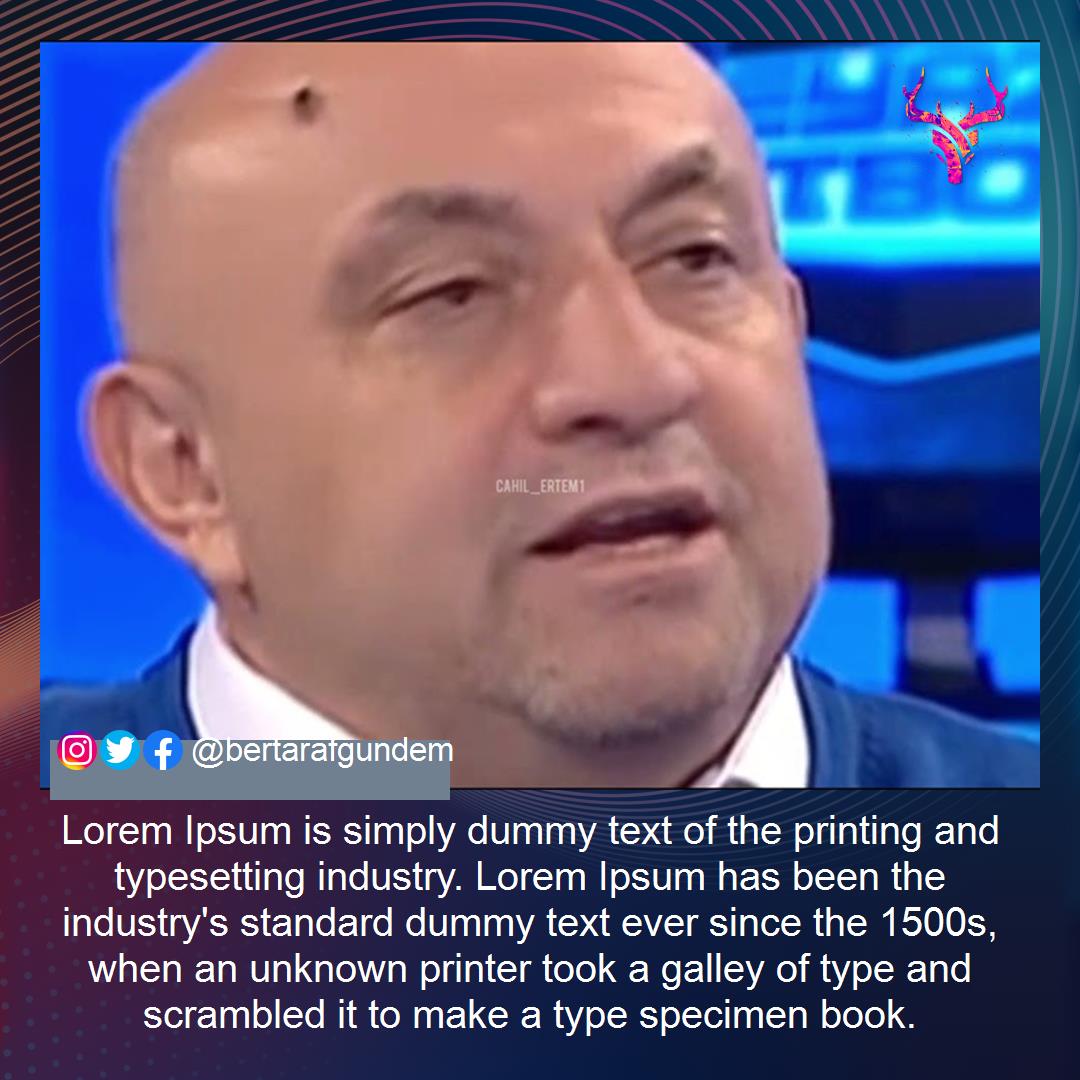 TBO
CAHIL_ERTEM1
@bertarafgundem
Lorem Ipsum is simply dummy text of the printing and
typesetting industry. Lorem Ipsum has been the
industry's standard dummy text ever since the 1500s,
when an unknown printer took a galley of type and
scrambled it to make a type specimen book.